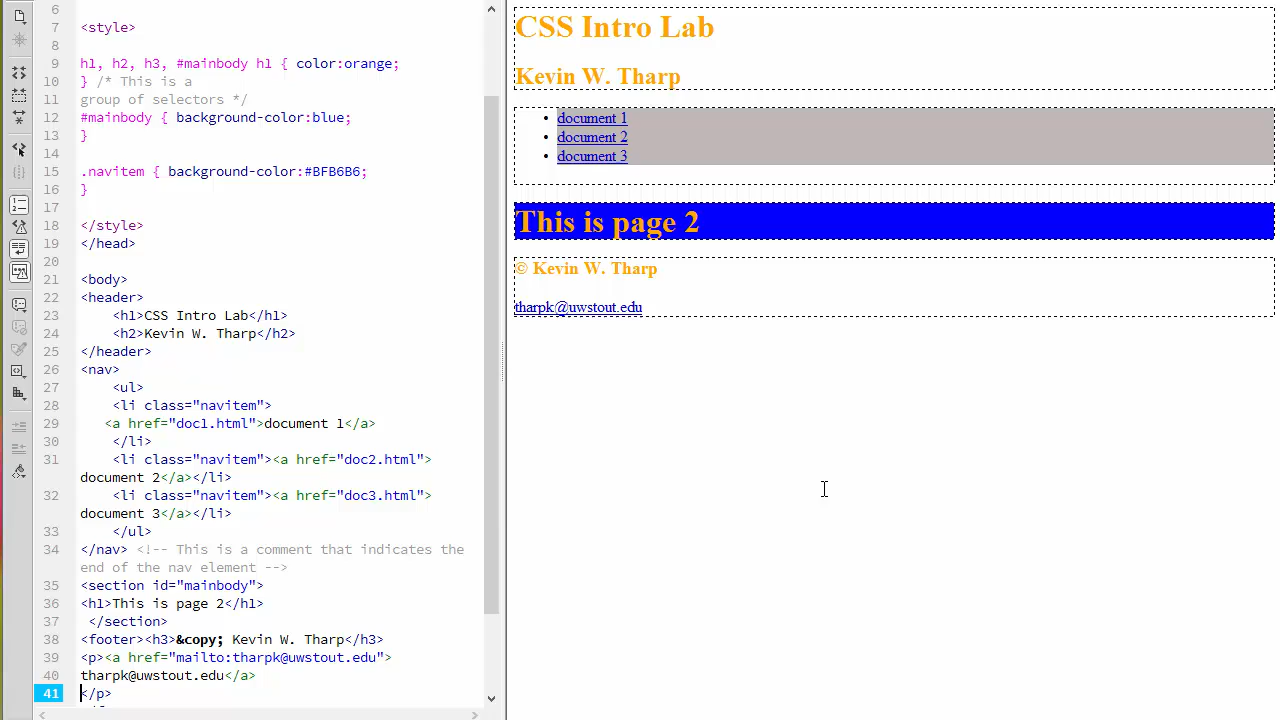 6
7 <style>
8
9 h1, h2, h3, #mainbody h1 { color:orange;
10 } /* This is a
11 group of selectors */
12 #mainbody { background-color:blue;
13 }
14
15 .navitem { background-color:#BFB6B6;
16 }
17
18 </style>
19 </head>
20
21 <body>
22 <header>
23 <h1>CSS Intro Lab</h1>
24 <h2>Kevin W. Tharp</h2>
25 </header>
26 <nav>
27 <ul>
28 <li class="navitem">
29 <a href="doc1.html">document 1</a>
30 </li>
31 <li class="navitem"><a href="doc2.html">
document 2</a></li>
32 <li class="navitem"><a href="doc3.html">
document 3</a></li>
33 </ul>
34 </nav> <!-- This is a comment that indicates the
end of the nav element -->
35 <section id="mainbody">
36 <h1>This is page 2</h1>
37 </section>
38 <footer><h3>&copy; Kevin W. Tharp</h3>
39 <p><a href="mailto:tharpk@uwstout.edu">
40 tharpk@uwstout.edu</a>
41 </p>
CSS Intro Lab
Kevin W. Tharp
• document 1
• document 2
• document 3
This is page 2
© Kevin W. Tharp
tharpk@uwstout.edu